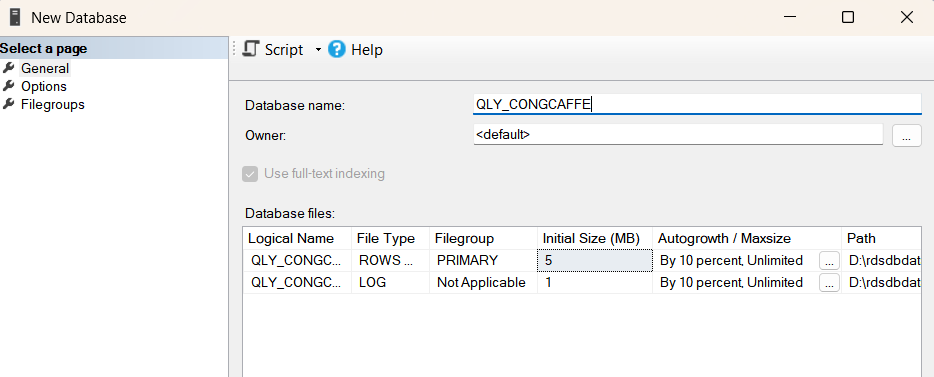 New Database
Select a page
General
Options
Filegroups
Script Help
Database name: QLY_CONGCAFFE
Owner: <default> ...
Use full-text indexing
Database files:
Logical Name File Type Filegroup Initial Size (MB) Autogrowth / Maxsize Path
QLY_CONGC... ROWS ... PRIMARY 5 By 10 percent, Unlimited ... D:\rdsdbdat
QLY_CONGC... LOG Not Applicable 1 By 10 percent, Unlimited ... D:\rdsdbdat